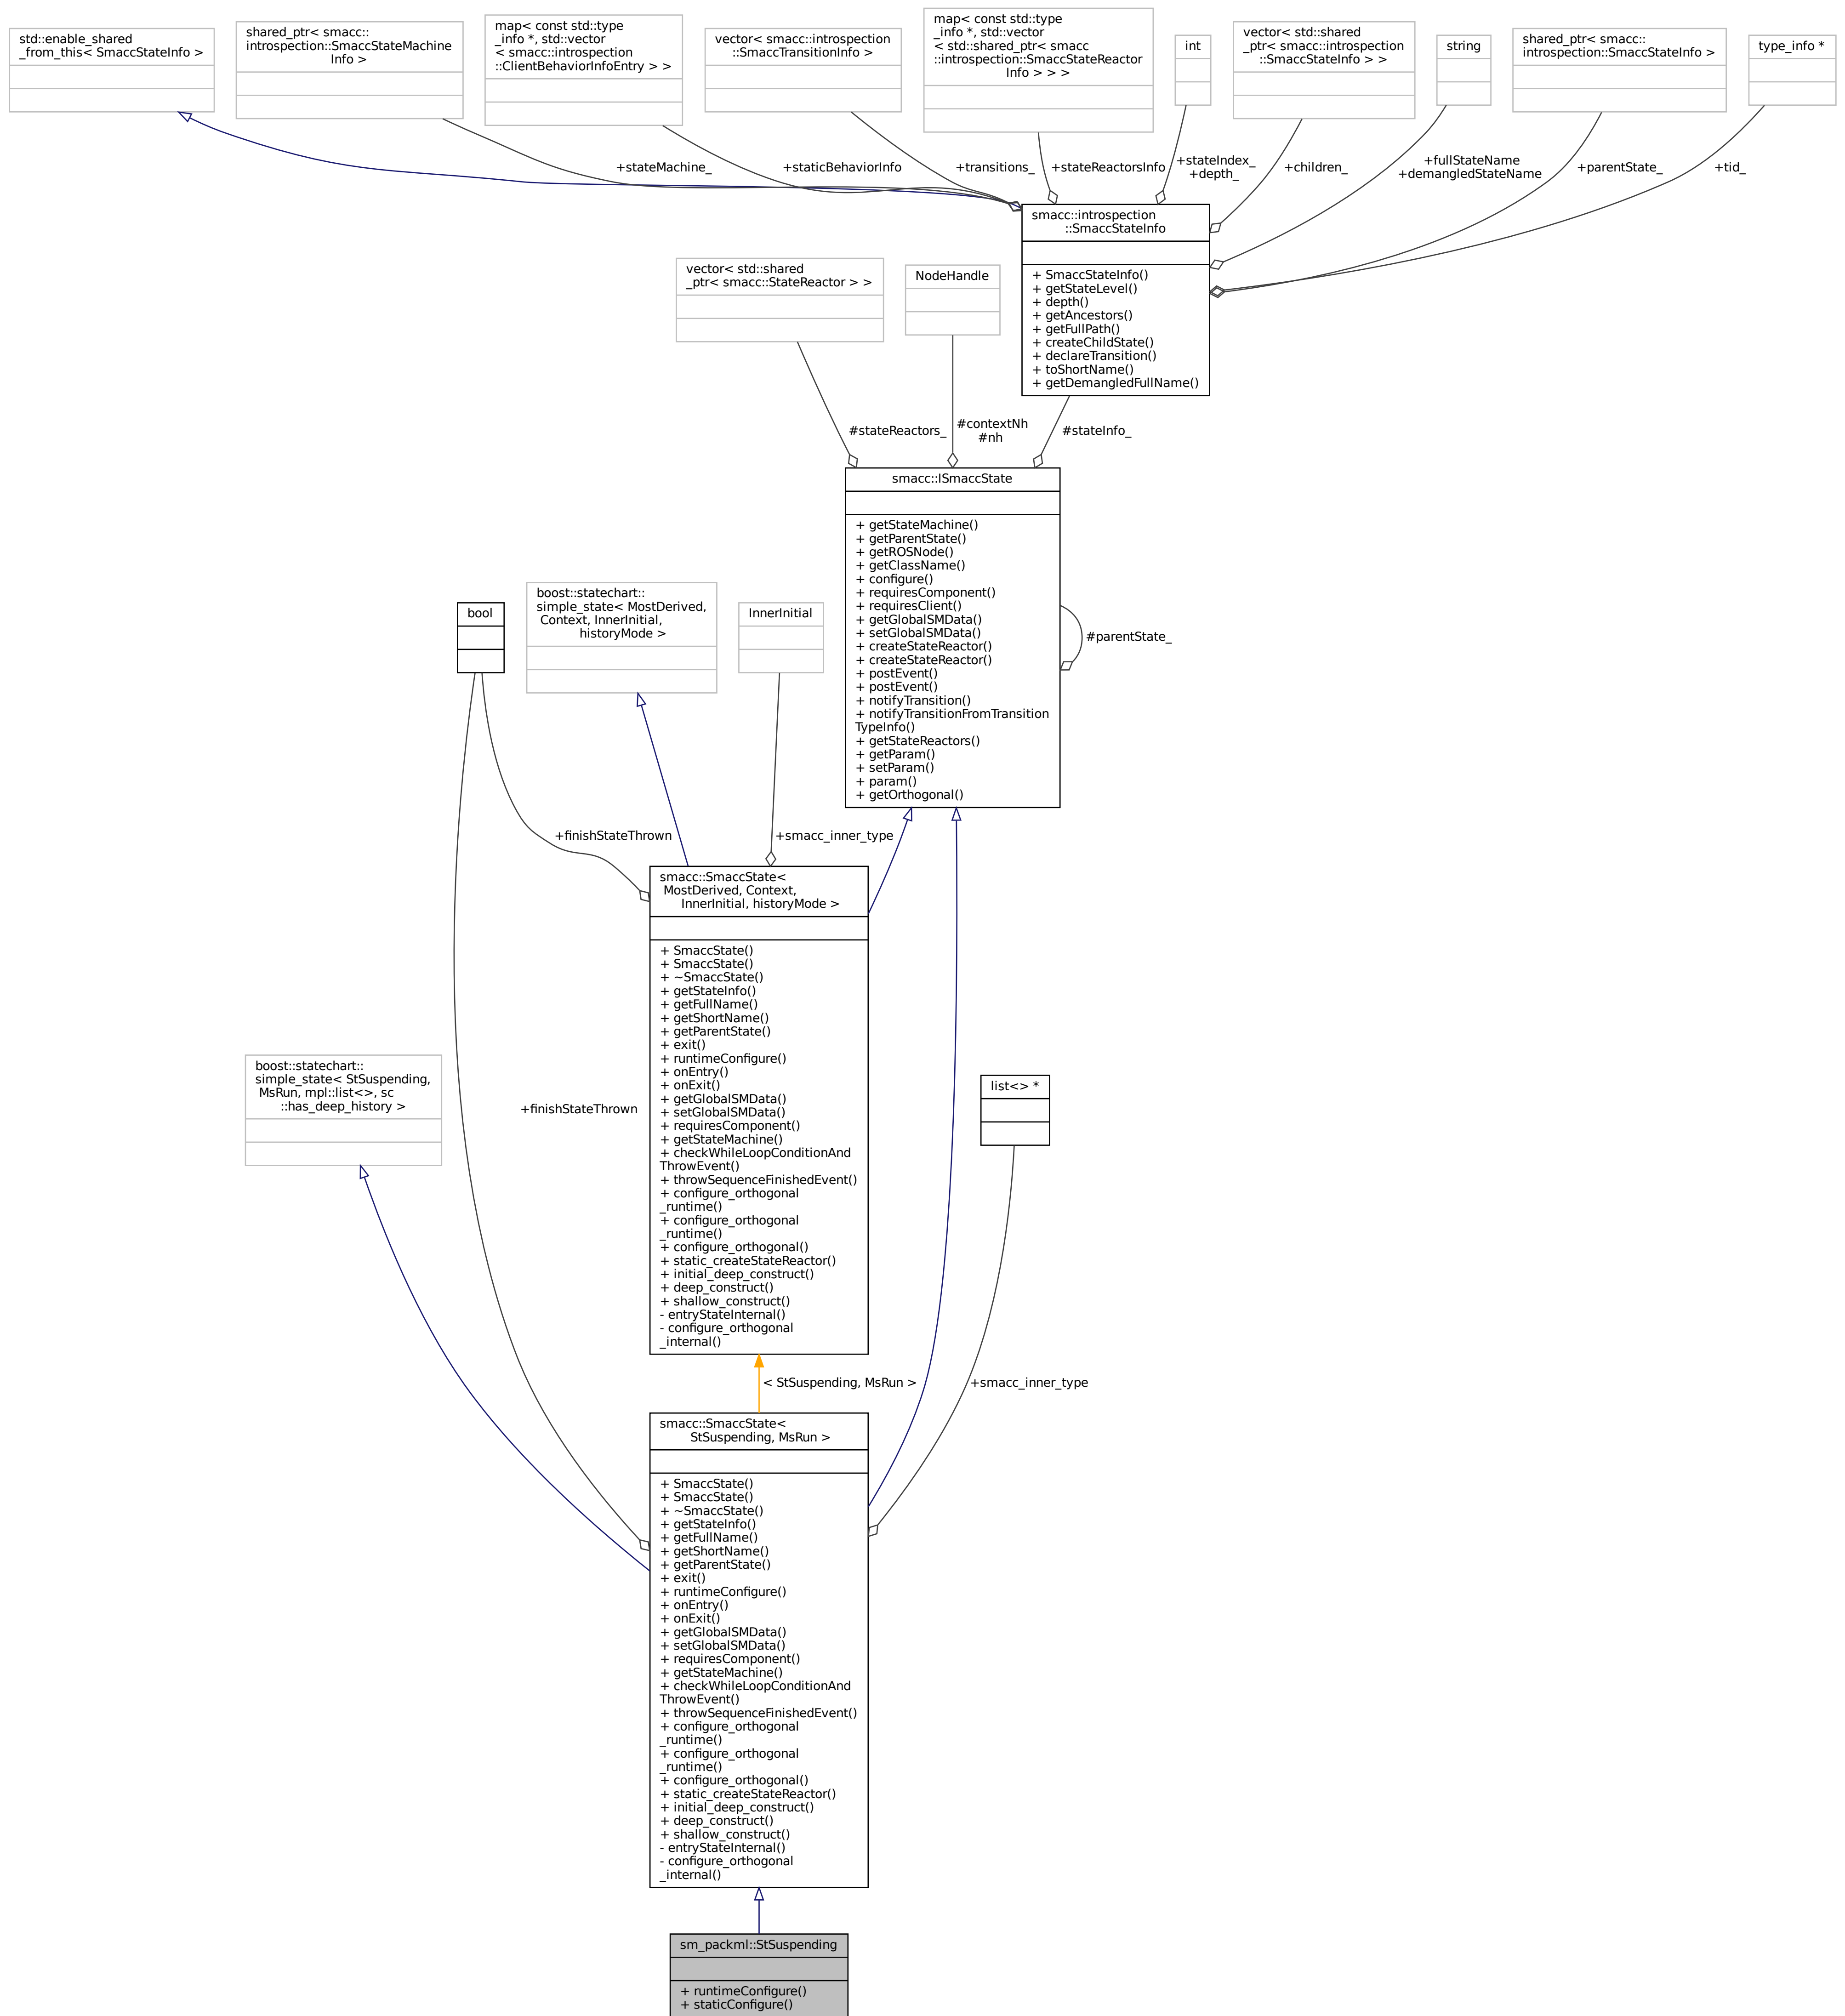 std::enable_shared
_from_this< SmaccStateInfo >
shared_ptr< smacc::
introspection::SmaccStateMachine
Info >
map< const std::type
_info *, std::vector
< smacc::introspection
::ClientBehaviorInfoEntry > >
vector< smacc::introspection
::SmaccTransitionInfo >
map< const std::type
_info *, std::vector
< std::shared_ptr< smacc
::introspection::SmaccStateReactor
Info > > >
int
vector< std::shared
_ptr< smacc::introspection
::SmaccStateInfo > >
string
shared_ptr< smacc::
introspection::SmaccStateInfo >
type_info *
+stateMachine_
+staticBehaviorInfo
+transitions_
+stateReactorsInfo
+stateIndex_
+depth_
+children_
+fullStateName
+demangledStateName
+parentState_
+tid_
smacc::introspection
::SmaccStateInfo
+ SmaccStateInfo()
+ getStateLevel()
+ depth()
+ getAncestors()
+ getFullPath()
+ createChildState()
+ declareTransition()
+ toShortName()
+ getDemangledFullName()
vector< std::shared
_ptr< smacc::StateReactor > >
NodeHandle
#stateReactors_
#contextNh
#nh
#stateInfo_
smacc::ISmaccState
+ getStateMachine()
+ getParentState()
+ getROSNode()
+ getClassName()
+ configure()
+ requiresComponent()
+ requiresClient()
+ getGlobalSMData()
+ setGlobalSMData()
+ createStateReactor()
+ createStateReactor()
+ postEvent()
+ postEvent()
+ notifyTransition()
+ notifyTransitionFromTransition
TypeInfo()
+ getStateReactors()
+ getParam()
+ setParam()
+ param()
+ getOrthogonal()
#parentState_
bool
boost::statechart::
simple_state< MostDerived,
Context, InnerInitial,
historyMode >
InnerInitial
+finishStateThrown
+smacc_inner_type
smacc::SmaccState<
MostDerived, Context,
InnerInitial, historyMode >
+ SmaccState()
+ SmaccState()
+ ~SmaccState()
+ getStateInfo()
+ getFullName()
+ getShortName()
+ getParentState()
+ exit()
+ runtimeConfigure()
+ onEntry()
+ onExit()
+ getGlobalSMData()
+ setGlobalSMData()
+ requiresComponent()
+ getStateMachine()
+ checkWhileLoopConditionAnd
ThrowEvent()
+ throwSequenceFinishedEvent()
+ configure_orthogonal
_runtime()
+ configure_orthogonal
_runtime()
+ configure_orthogonal()
+ static_createStateReactor()
+ initial_deep_construct()
+ deep_construct()
+ shallow_construct()
- entryStateInternal()
- configure_orthogonal
_internal()
boost::statechart::
simple_state< StSuspending,
MsRun, mpl::list<>, sc
::has_deep_history >
+finishStateThrown
list<> *
< StSuspending, MsRun >
+smacc_inner_type
smacc::SmaccState<
StSuspending, MsRun >
+ SmaccState()
+ SmaccState()
+ ~SmaccState()
+ getStateInfo()
+ getFullName()
+ getShortName()
+ getParentState()
+ exit()
+ runtimeConfigure()
+ onEntry()
+ onExit()
+ getGlobalSMData()
+ setGlobalSMData()
+ requiresComponent()
+ getStateMachine()
+ checkWhileLoopConditionAnd
ThrowEvent()
+ throwSequenceFinishedEvent()
+ configure_orthogonal
_runtime()
+ configure_orthogonal
_runtime()
+ configure_orthogonal()
+ static_createStateReactor()
+ initial_deep_construct()
+ deep_construct()
+ shallow_construct()
- entryStateInternal()
- configure_orthogonal
_internal()
sm_packml::StSuspending
+ runtimeConfigure()
+ staticConfigure()